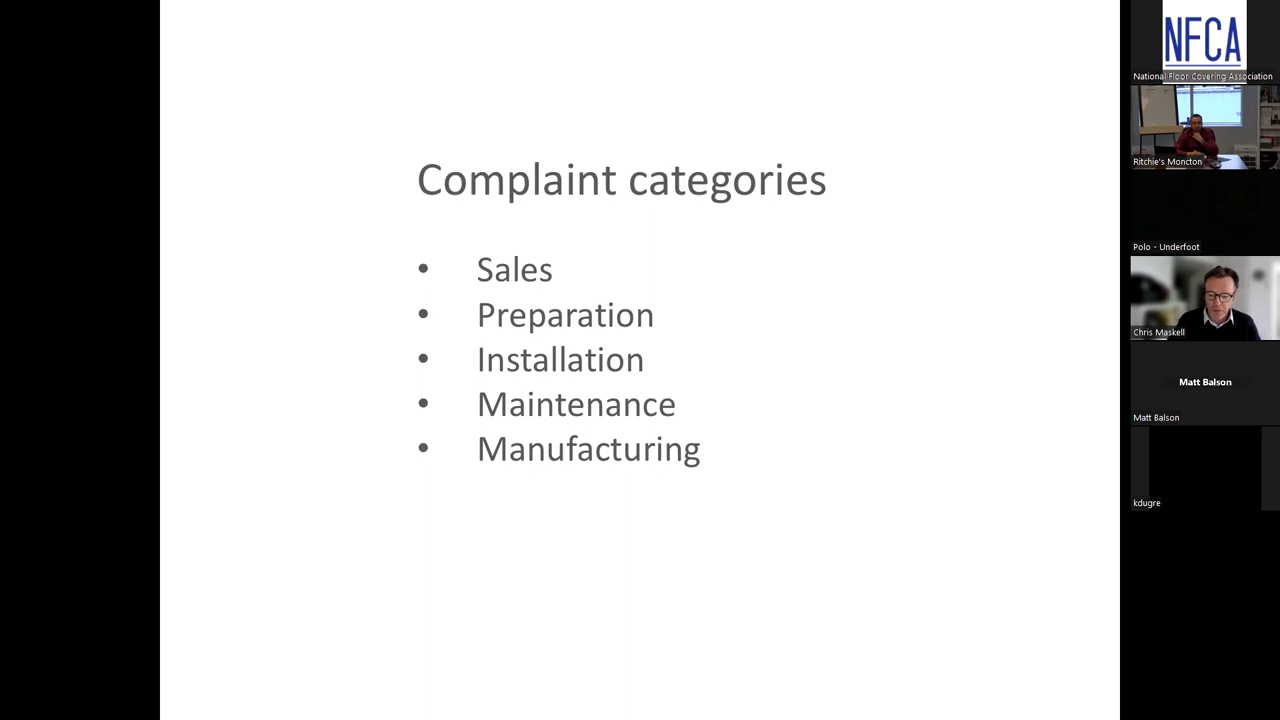 Complaint categories
• Sales
• Preparation
• Installation
• Maintenance
• Manufacturing
NFCA
National Floor Covering Association
Ritchie's Moncton
Polo - Underfoot
Chris Maskell
Matt Balson
Matt Balson
kdugre